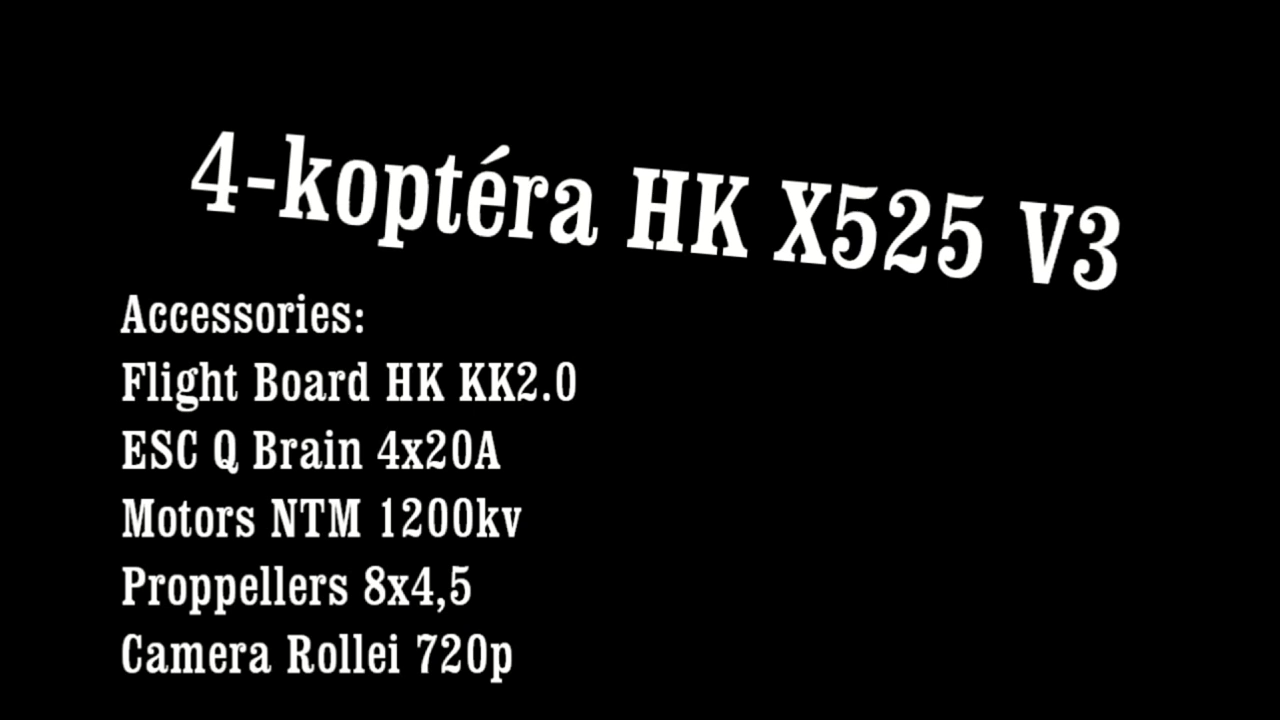 4-koptéra HK X525 V3
Accessories:
Flight Board HK KK2.0
ESC Q Brain 4x20A
Motors NTM 1200kv
Proppellers 8x4,5
Camera Rollei 720p